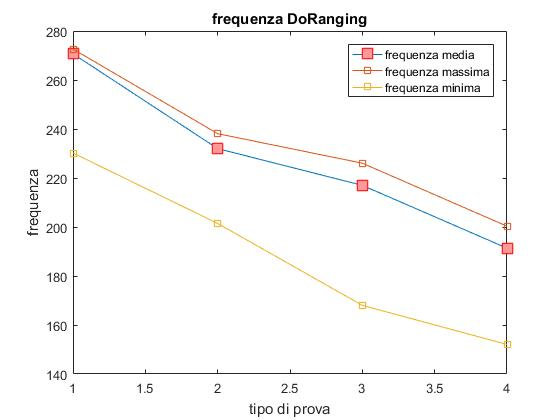 frequenza DoRanging
280
260
240
220
200
180
160
140
frequenza
frequenza media
frequenza massima
frequenza minima
1 1.5 2 2.5 3 3.5 4
tipo di prova